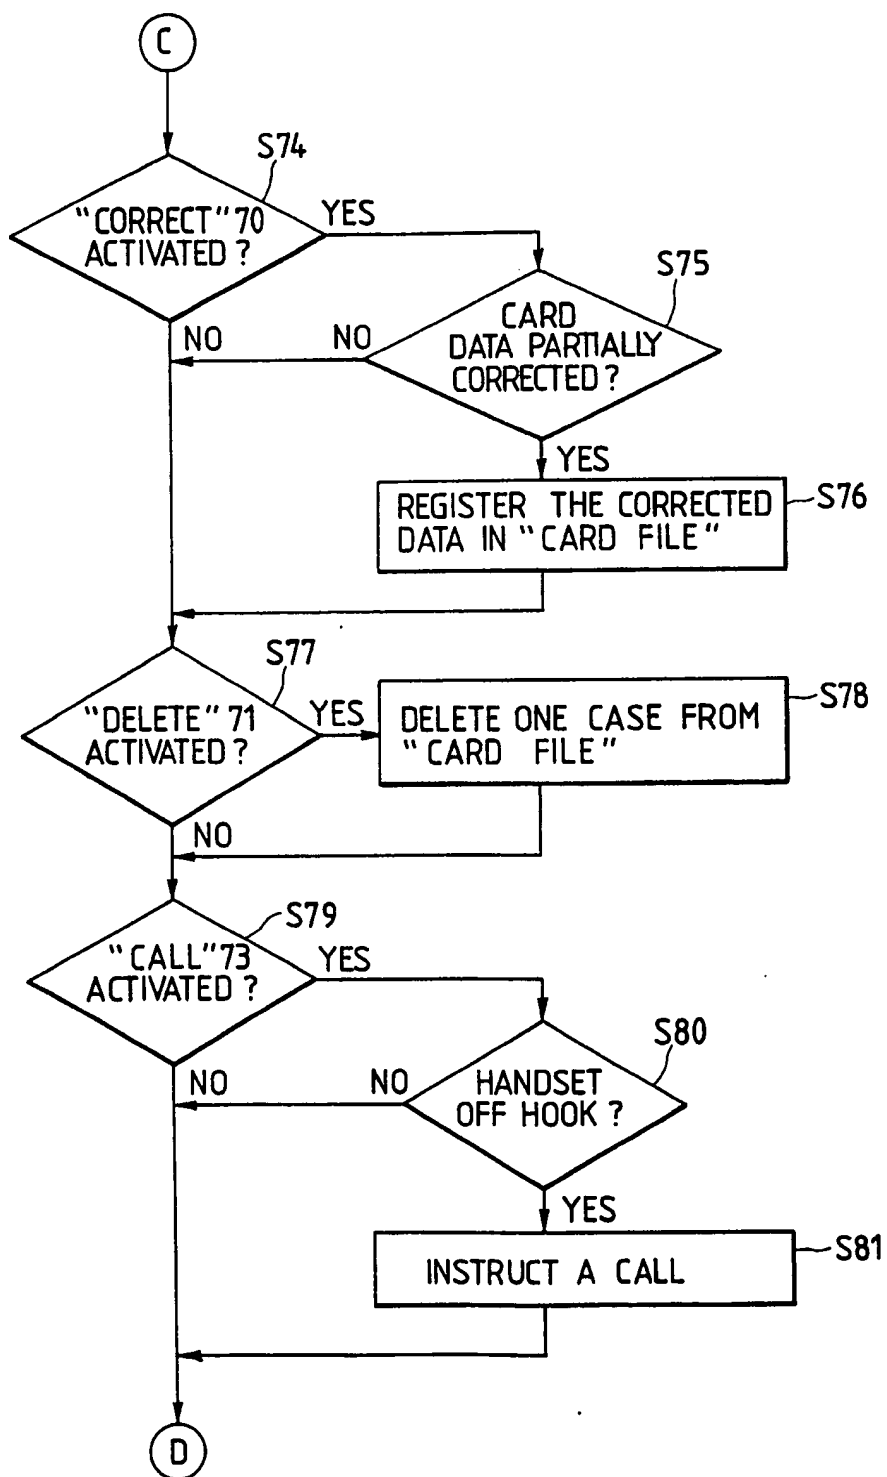 C
S74
"CORRECT" 70
ACTIVATED ?
YES
S75
CARD
DATA PARTIALLY
CORRECTED ?
NO
NO
YES
S76
REGISTER THE CORRECTED
DATA IN "CARD FILE"
S77
"DELETE" 71
ACTIVATED ?
YES
S78
DELETE ONE CASE FROM
"CARD FILE"
NO
S79
"CALL" 73
ACTIVATED ?
YES
S80
HANDSET
OFF HOOK ?
NO
NO
YES
S81
INSTRUCT A CALL
D